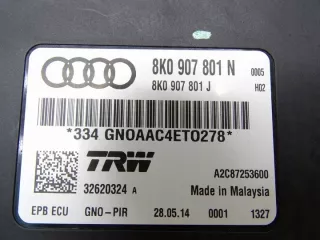 8K0 907 801 N 0005
8K0 907 801 J H02
*334 GNOAAC4ET0278*
TRW
A2C87253600
32620324 A Made in Malaysia
EPB ECU GNO-PIR 28.05.14 0001 1327